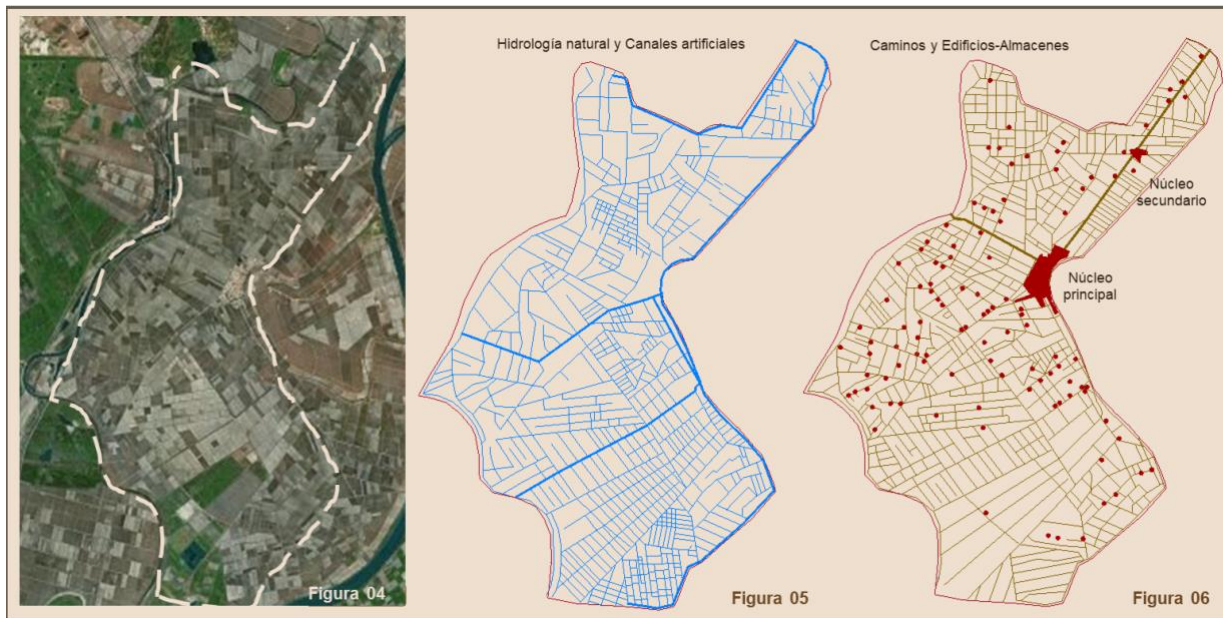 Hidrología natural y Canales artificiales
Caminos y Edificios-Almacenes
Núcleo
secundario
Núcleo
principal
Figura 04
Figura 05
Figura 06